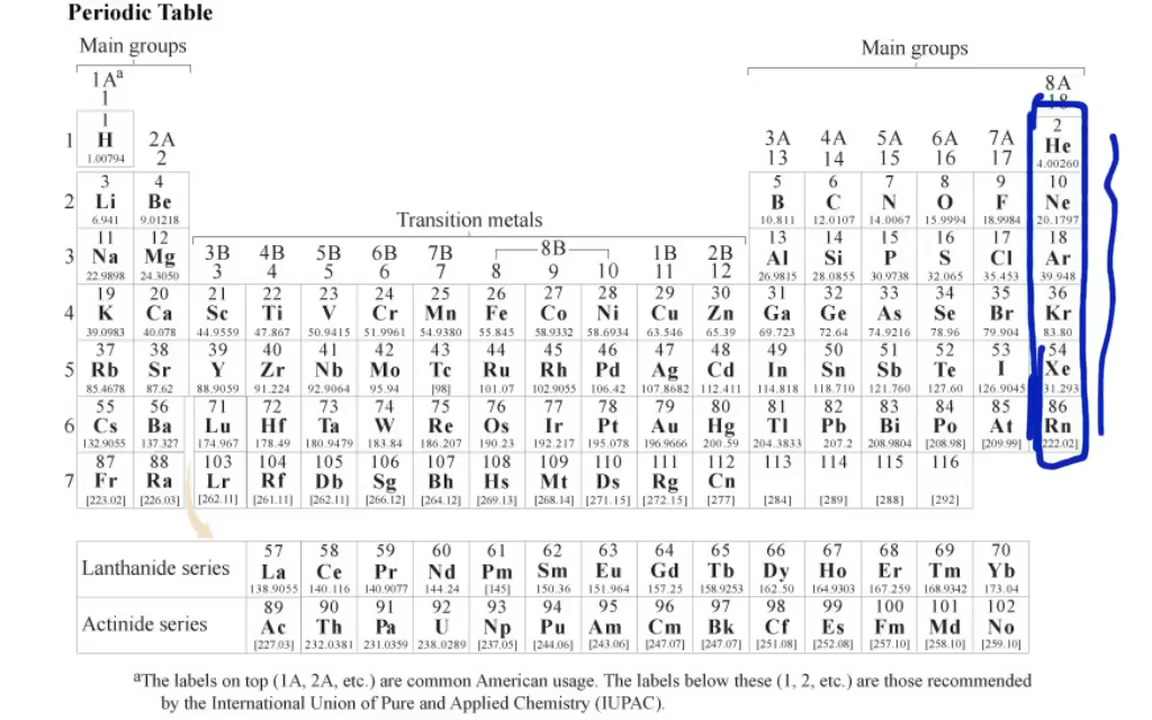 Periodic Table
Main groups
Main groups
1Aᵃ
1
8A
18
1
H
1.00794
2A
2
3A 4A 5A 6A 7A
13 14 15 16 17
2
He
4.00260
1
3 4 5 6 7 8 9 10
2 Li Be B C N O F Ne
6.941 9.01218 10.811 12.0107 14.0067 15.9994 18.9984 20.1797
Transition metals
11 12 13 14 15 16 17 18
3 Na Mg Al Si P S Cl Ar
22.9898 24.3050 26.9815 28.0855 30.9738 32.065 35.453 39.948
3B 4B 5B 6B 7B 8B 1B 2B
3 4 5 6 7 8 9 10 11 12
19 20 21 22 23 24 25 26 27 28 29 30 31 32 33 34 35 36
4 K Ca Sc Ti V Cr Mn Fe Co Ni Cu Zn Ga Ge As Se Br Kr
39.0983 40.078 44.9559 47.867 50.9415 51.9961 54.9380 55.845 58.9332 58.6934 63.546 65.39 69.723 72.64 74.9216 78.96 79.904 83.80
37 38 39 40 41 42 43 44 45 46 47 48 49 50 51 52 53 54
5 Rb Sr Y Zr Nb Mo Tc Ru Rh Pd Ag Cd In Sn Sb Te I Xe
85.4678 87.62 88.9059 91.224 92.9064 95.94 [98] 101.07 102.9055 106.42 107.8682 112.411 114.818 118.710 121.760 127.60 126.9045
55 56 71 72 73 74 75 76 77 78 79 80 81 82 83 84 85 86
6 Cs Ba Lu Hf Ta W Re Os Ir Pt Au Hg Tl Pb Bi Po At Rn
132.9055 137.327 174.967 178.49 180.9479 183.84 186.207 190.23 192.217 195.078 196.9666 200.59 204.3833 207.2 208.9804 [208.98] [209.99] [222.02]
87 88 103 104 105 106 107 108 109 110 111 112 113 114 115 116
7 Fr Ra Lr Rf Db Sg Bh Hs Mt Ds Rg Cn
[223.02] [226.03] [262.11] [261.11] [262.11] [266.12] [264.12] [269.13] [268.14] [271.15] [272.15] [277] [284] [289] [288] [292]
57 58 59 60 61 62 63 64 65 66 67 68 69 70
Lanthanide series La Ce Pr Nd Pm Sm Eu Gd Tb Dy Ho Er Tm Yb
138.9055 140.116 140.9077 144.24 [145] 150.36 151.964 157.25 158.9253 162.50 164.9303 167.259 168.9342 173.04
89 90 91 92 93 94 95 96 97 98 99 100 101 102
Actinide series Ac Th Pa U Np Pu Am Cm Bk Cf Es Fm Md No
[227.03] 232.0381 231.0359 238.0289 [237.05] [244.06] [243.06] [247.07] [247.07] [251.08] [252.08] [257.10] [258.10] [259.10]
ᵃThe labels on top (1A, 2A, etc.) are common American usage. The labels below these (1, 2, etc.) are those recommended
by the International Union of Pure and Applied Chemistry (IUPAC).